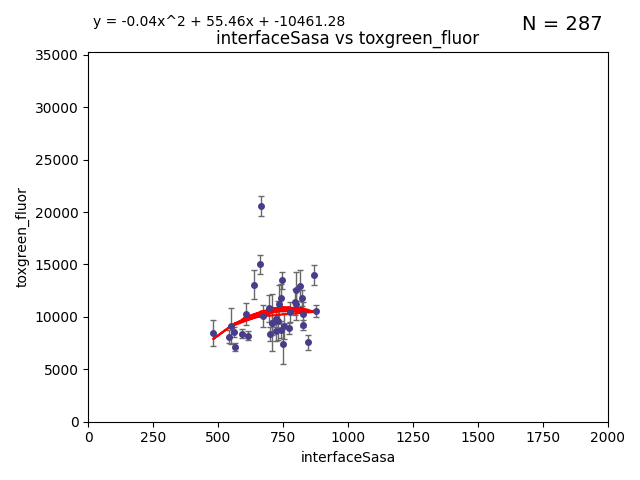 y = -0.04x^2 + 55.46x + -10461.28
N = 287
interfaceSasa vs toxgreen_fluor
35000
30000
25000
20000
15000
10000
5000
0
toxgreen_fluor
0 250 500 750 1000 1250 1500 1750 2000
interfaceSasa